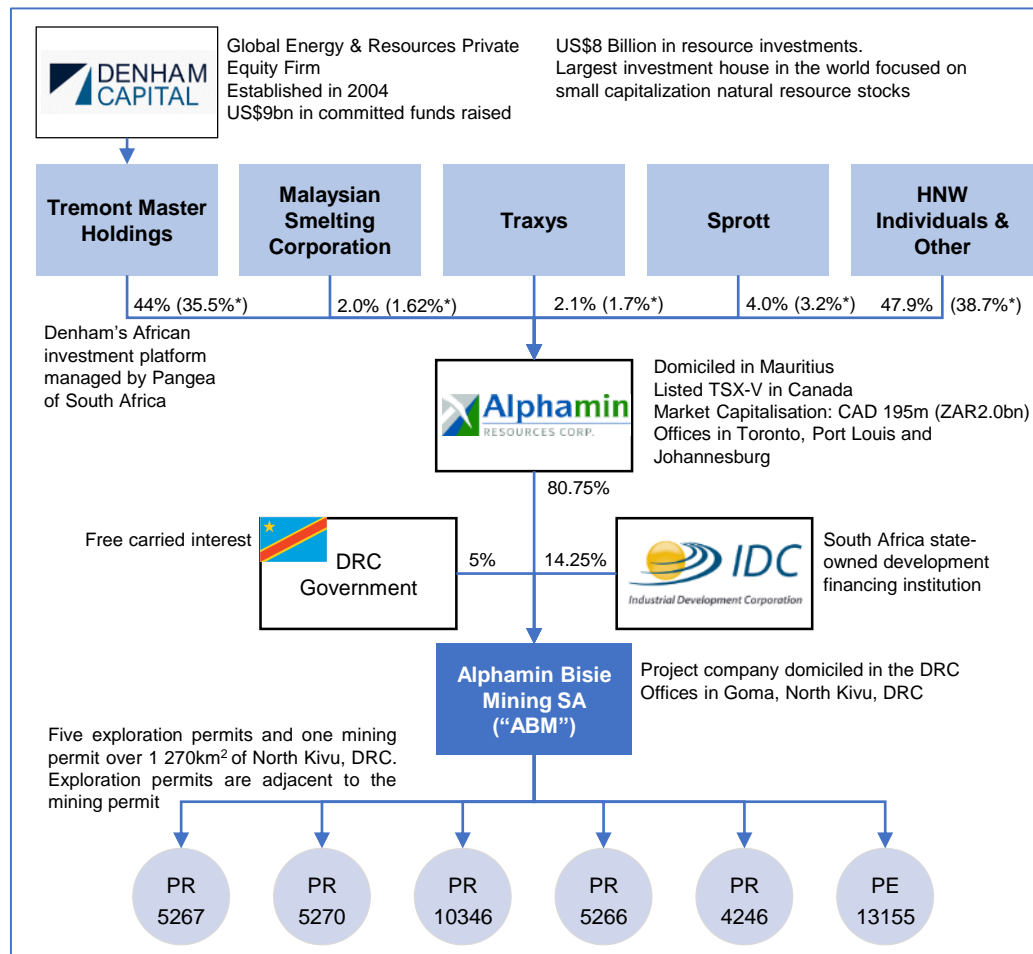 DENHAM
CAPITAL
Global Energy & Resources Private
Equity Firm
Established in 2004
US$9bn in committed funds raised
US$8 Billion in resource investments.
Largest investment house in the world focused on
small capitalization natural resource stocks
Tremont Master
Holdings
Malaysian
Smelting
Corporation
Traxys
Sprott
HNW
Individuals &
Other
44% (35.5%*)
2.0% (1.62%*)
2.1% (1.7%*)
4.0% (3.2%*)
47.9% (38.7%*)
Denham's African
investment platform
managed by Pangea
of South Africa
Alphamin
RESOURCES CORP.
Domiciled in Mauritius
Listed TSX-V in Canada
Market Capitalisation: CAD 195m (ZAR2.0bn)
Offices in Toronto, Port Louis and
Johannesburg
80.75%
Free carried interest
DRC
Government
5%
14.25%
IDC
Industrial Development Corporation
South Africa state-
owned development
financing institution
Alphamin Bisie
Mining SA
(“ABM”)
Project company domiciled in the DRC
Offices in Goma, North Kivu, DRC
Five exploration permits and one mining
permit over 1 270km² of North Kivu, DRC.
Exploration permits are adjacent to the
mining permit
PR
5267
PR
5270
PR
10346
PR
5266
PR
4246
PE
13155